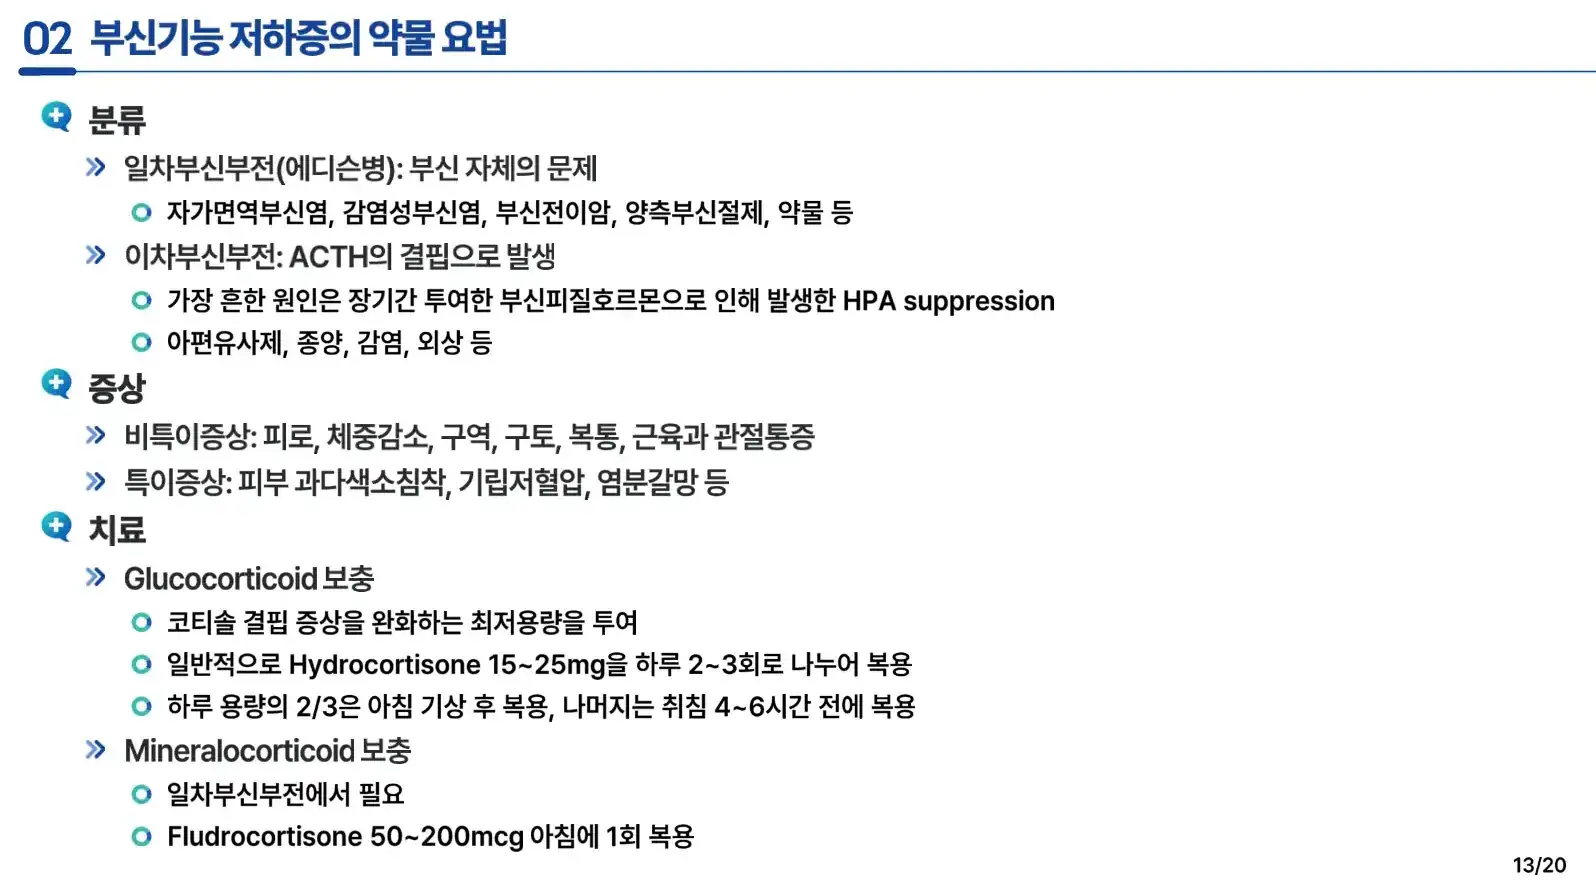 02 부신기능 저하증의 약물 요법
분류
일차부신부전(에디슨병): 부신 자체의 문제
자가면역부신염, 감염성부신염, 부신전이암, 양측부신절제, 약물 등
이차부신부전: ACTH의 결핍으로 발생
가장 흔한 원인은 장기간 투여한 부신피질호르몬으로 인해 발생한 HPA suppression
아편유사제, 종양, 감염, 외상 등
증상
비특이증상: 피로, 체중감소, 구역, 구토, 복통, 근육과 관절통증
특이증상: 피부 과다색소침착, 기립저혈압, 염분갈망 등
치료
Glucocorticoid 보충
코티솔 결핍 증상을 완화하는 최저용량을 투여
일반적으로 Hydrocortisone 15~25mg을 하루 2~3회로 나누어 복용
하루 용량의 2/3은 아침 기상 후 복용, 나머지는 취침 4~6시간 전에 복용
Mineralocorticoid 보충
일차부신부전에서 필요
Fludrocortisone 50~200mcg 아침에 1회 복용
13/20